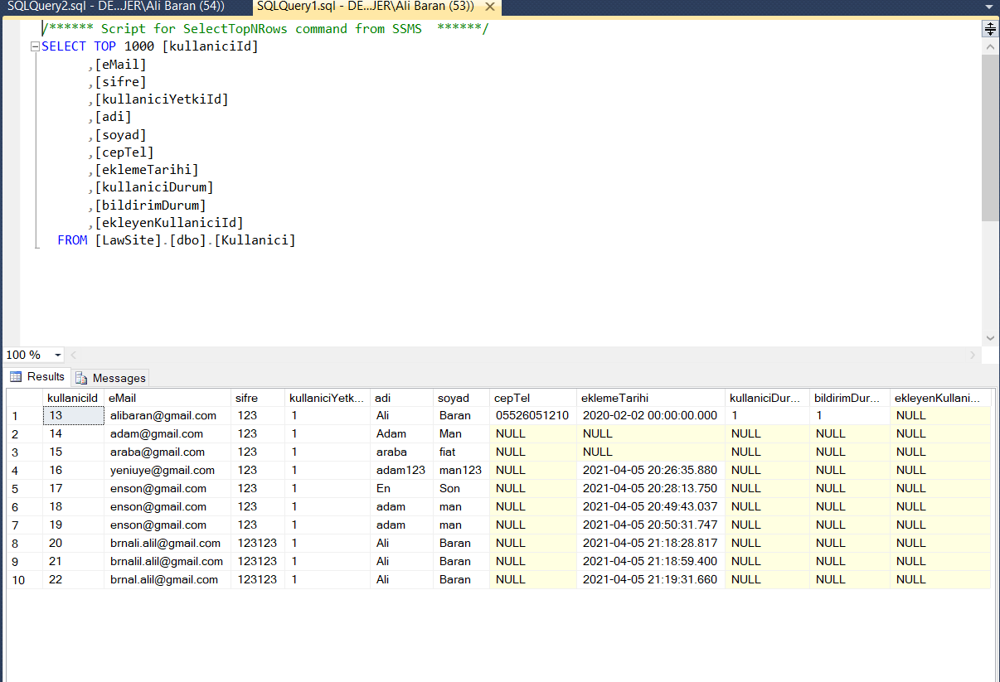 SQLQuery2.sql - DE...JER\Ali Baran (54)) SQLQuery1.sql - DE...JER\Ali Baran (53))
/****** Script for SelectTopNRows command from SSMS ******/
SELECT TOP 1000 [kullaniciId]
,[eMail]
,[sifre]
,[kullaniciYetkiId]
,[adi]
,[soyad]
,[cepTel]
,[eklemeTarihi]
,[kullaniciDurum]
,[bildirimDurum]
,[ekleyenKullaniciId]
FROM [LawSite].[dbo].[Kullanici]
100 %
Results Messages
kullaniciId eMail sifre kullaniciYetk... adi soyad cepTel eklemeTarihi kullaniciDur... bildirimDur... ekleyenKullani...
1 13 alibaran@gmail.com 123 1 Ali Baran 05526051210 2020-02-02 00:00:00.000 1 1 NULL
2 14 adam@gmail.com 123 1 Adam Man NULL NULL NULL NULL NULL
3 15 araba@gmail.com 123 1 araba fiat NULL NULL NULL NULL NULL
4 16 yeniuye@gmail.com 123 1 adam123 man123 NULL 2021-04-05 20:26:35.880 NULL NULL NULL
5 17 enson@gmail.com 123 1 En Son NULL 2021-04-05 20:28:13.750 NULL NULL NULL
6 18 enson@gmail.com 123 1 adam man NULL 2021-04-05 20:49:43.037 NULL NULL NULL
7 19 enson@gmail.com 123 1 adam man NULL 2021-04-05 20:50:31.747 NULL NULL NULL
8 20 brnali.alil@gmail.com 123123 1 Ali Baran NULL 2021-04-05 21:18:28.817 NULL NULL NULL
9 21 brnalil.alil@gmail.com 123123 1 Ali Baran NULL 2021-04-05 21:18:59.400 NULL NULL NULL
10 22 brnal.alil@gmail.com 123123 1 Ali Baran NULL 2021-04-05 21:19:31.660 NULL NULL NULL